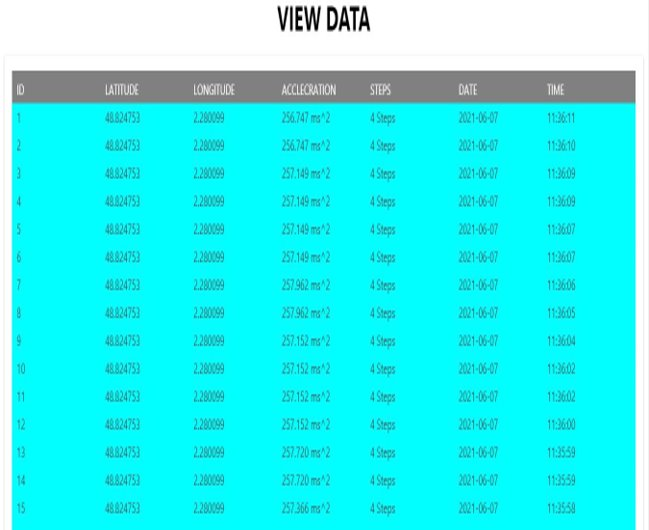 VIEW DATA
ID LATITUDE LONGITUDE ACCLECRATION STEPS DATE TIME
1 48.824753 2.280099 256.747 ms^2 4 Steps 2021-06-07 11:36:11
2 48.824753 2.280099 256.747 ms^2 4 Steps 2021-06-07 11:36:10
3 48.824753 2.280099 257.149 ms^2 4 Steps 2021-06-07 11:36:09
4 48.824753 2.280099 257.149 ms^2 4 Steps 2021-06-07 11:36:09
5 48.824753 2.280099 257.149 ms^2 4 Steps 2021-06-07 11:36:07
6 48.824753 2.280099 257.149 ms^2 4 Steps 2021-06-07 11:36:07
7 48.824753 2.280099 257.962 ms^2 4 Steps 2021-06-07 11:36:06
8 48.824753 2.280099 257.962 ms^2 4 Steps 2021-06-07 11:36:05
9 48.824753 2.280099 257.152 ms^2 4 Steps 2021-06-07 11:36:04
10 48.824753 2.280099 257.152 ms^2 4 Steps 2021-06-07 11:36:02
11 48.824753 2.280099 257.152 ms^2 4 Steps 2021-06-07 11:36:02
12 48.824753 2.280099 257.152 ms^2 4 Steps 2021-06-07 11:36:00
13 48.824753 2.280099 257.720 ms^2 4 Steps 2021-06-07 11:35:59
14 48.824753 2.280099 257.720 ms^2 4 Steps 2021-06-07 11:35:59
15 48.824753 2.280099 257.366 ms^2 4 Steps 2021-06-07 11:35:58